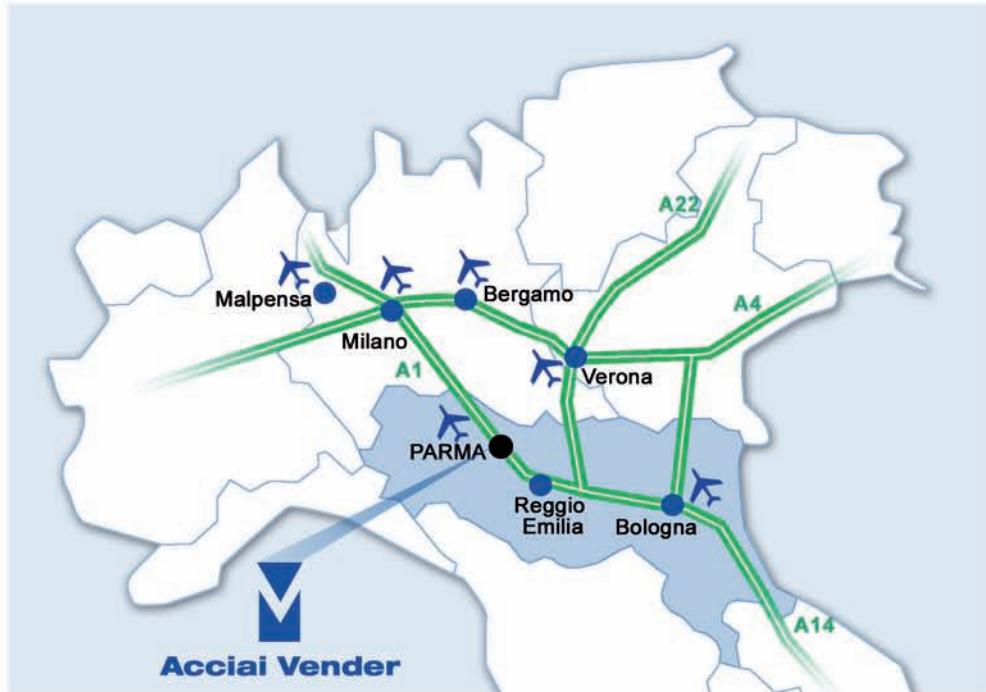 A22
Malpensa
Bergamo
A4
Milano
A1
Verona
PARMA
Reggio
Emilia
Bologna
A14
Acciai Vender